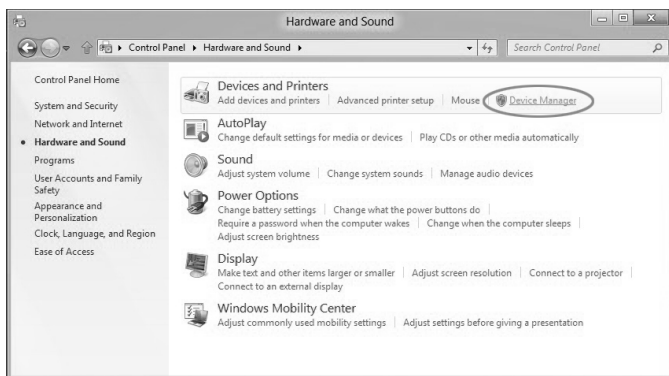 Hardware and Sound
Control Panel ▸ Hardware and Sound ▸
Search Control Panel
Control Panel Home
System and Security
Network and Internet
Hardware and Sound
Programs
User Accounts and Family
Safety
Appearance and
Personalization
Clock, Language, and Region
Ease of Access
Devices and Printers
Add devices and printers | Advanced printer setup | Mouse | Device Manager
AutoPlay
Change default settings for media or devices | Play CDs or other media automatically
Sound
Adjust system volume | Change system sounds | Manage audio devices
Power Options
Change battery settings | Change what the power buttons do |
Require a password when the computer wakes | Change when the computer sleeps |
Adjust screen brightness
Display
Make text and other items larger or smaller | Adjust screen resolution | Connect to a projector |
Connect to an external display
Windows Mobility Center
Adjust commonly used mobility settings | Adjust settings before giving a presentation